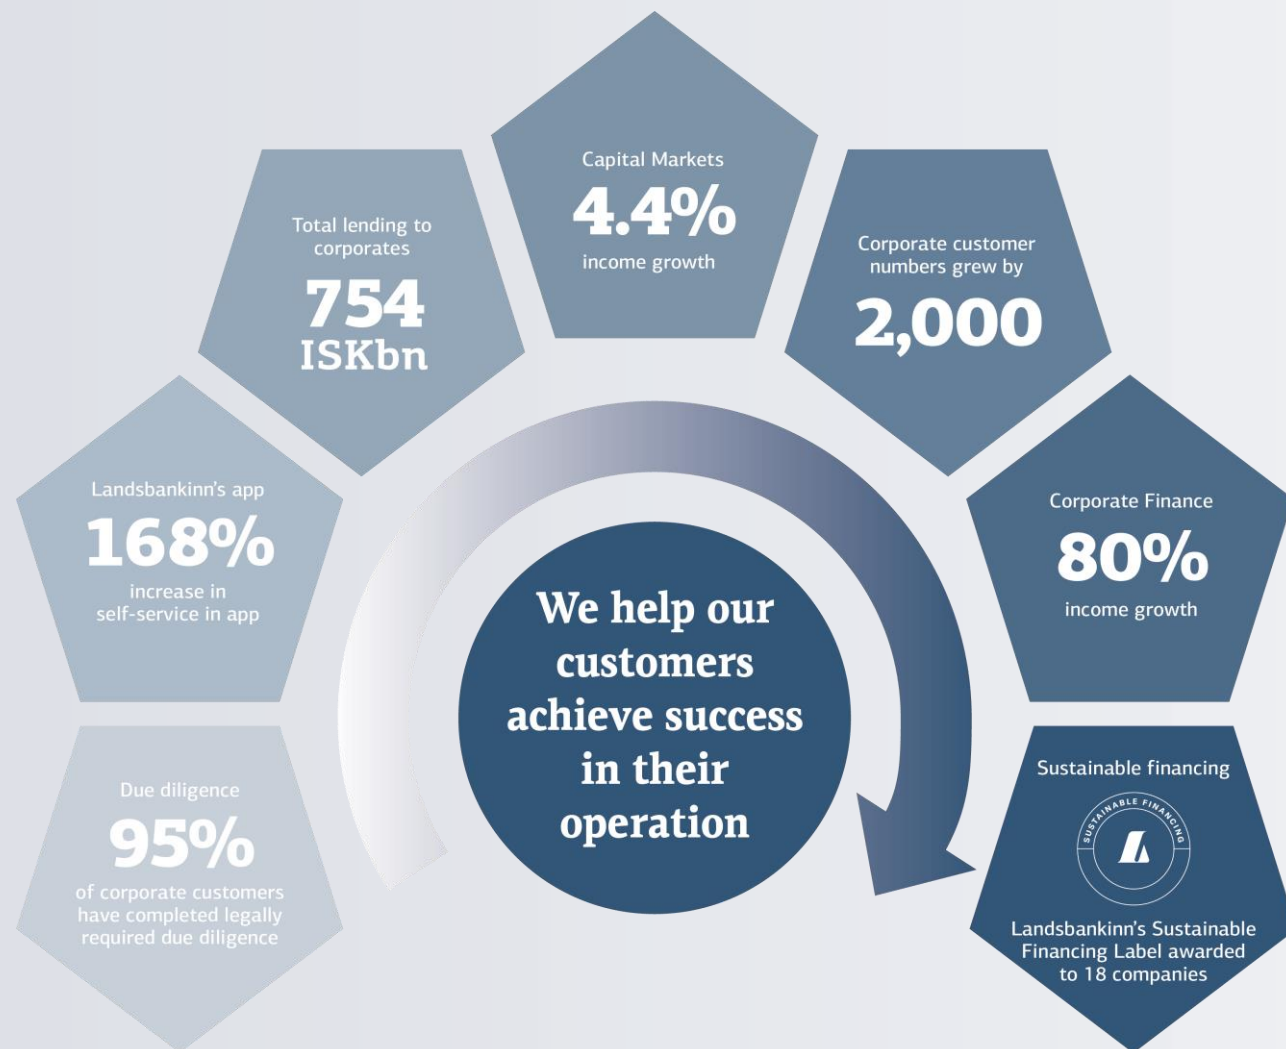 Capital Markets
4.4%
income growth
Total lending to
corporates
754
ISKbn
Corporate customer
numbers grew by
2,000
Landsbankinn’s app
168%
increase in
self-service in app
Corporate Finance
80%
income growth
We help our
customers
achieve success
in their
operation
Due diligence
95%
of corporate customers
have completed legally
required due diligence
Sustainable financing
SUSTAINABLE FINANCING
Landsbankinn’s Sustainable
Financing Label awarded
to 18 companies